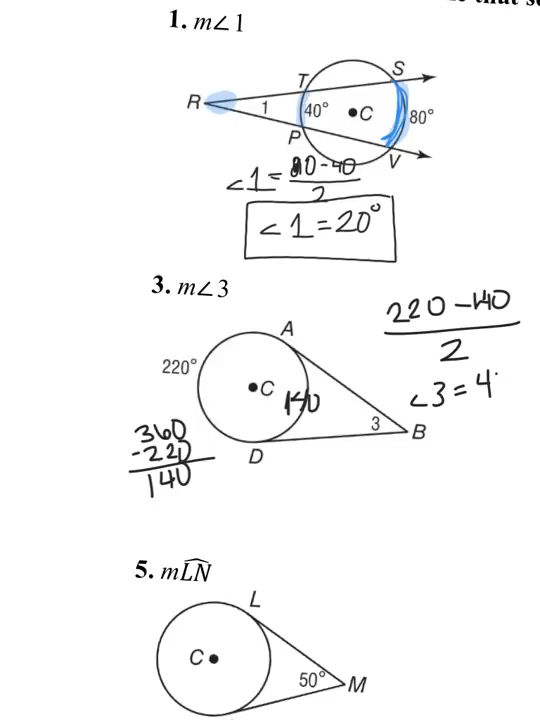 1. m∠1
T
S
R
1
40°
C
80°
P
V
<1 = 80-40
2
<1 = 20°
3. m∠3
A
220°
C
140
3
B
D
360
-220
140
220-140
2
<3 = 4
5. mLN
L
C
50°
M